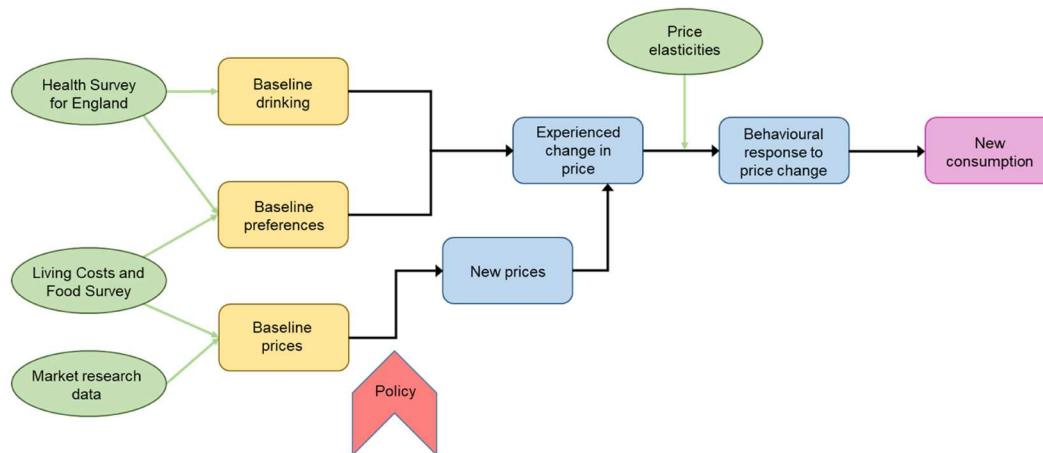 Price
elasticities
Health Survey
for England
Baseline
drinking
Experienced
change in
price
Behavioural
response to
price change
New
consumption
Baseline
preferences
Living Costs and
Food Survey
New prices
Baseline
prices
Market research
data
Policy